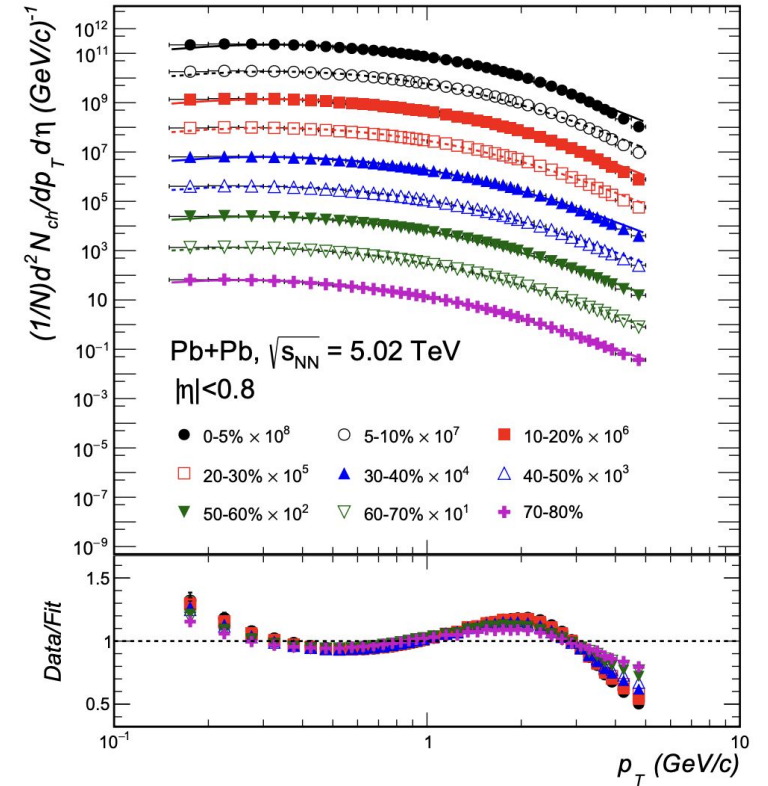 (1/N)d² N_ch/dp_T dη (GeV/c)⁻¹
10¹²
10¹¹
10⁹
10⁷
10⁵
10³
10
10⁻¹
10⁻³
10⁻⁵
10⁻⁷
10⁻⁹
Pb+Pb, √s_NN = 5.02 TeV
|η|<0.8
0-5% × 10⁸ 5-10% × 10⁷ 10-20% × 10⁶
20-30% × 10⁵ 30-40% × 10⁴ 40-50% × 10³
50-60% × 10² 60-70% × 10¹ 70-80%
Data/Fit
1.5
1
0.5
10⁻¹ 1 10
p_T (GeV/c)